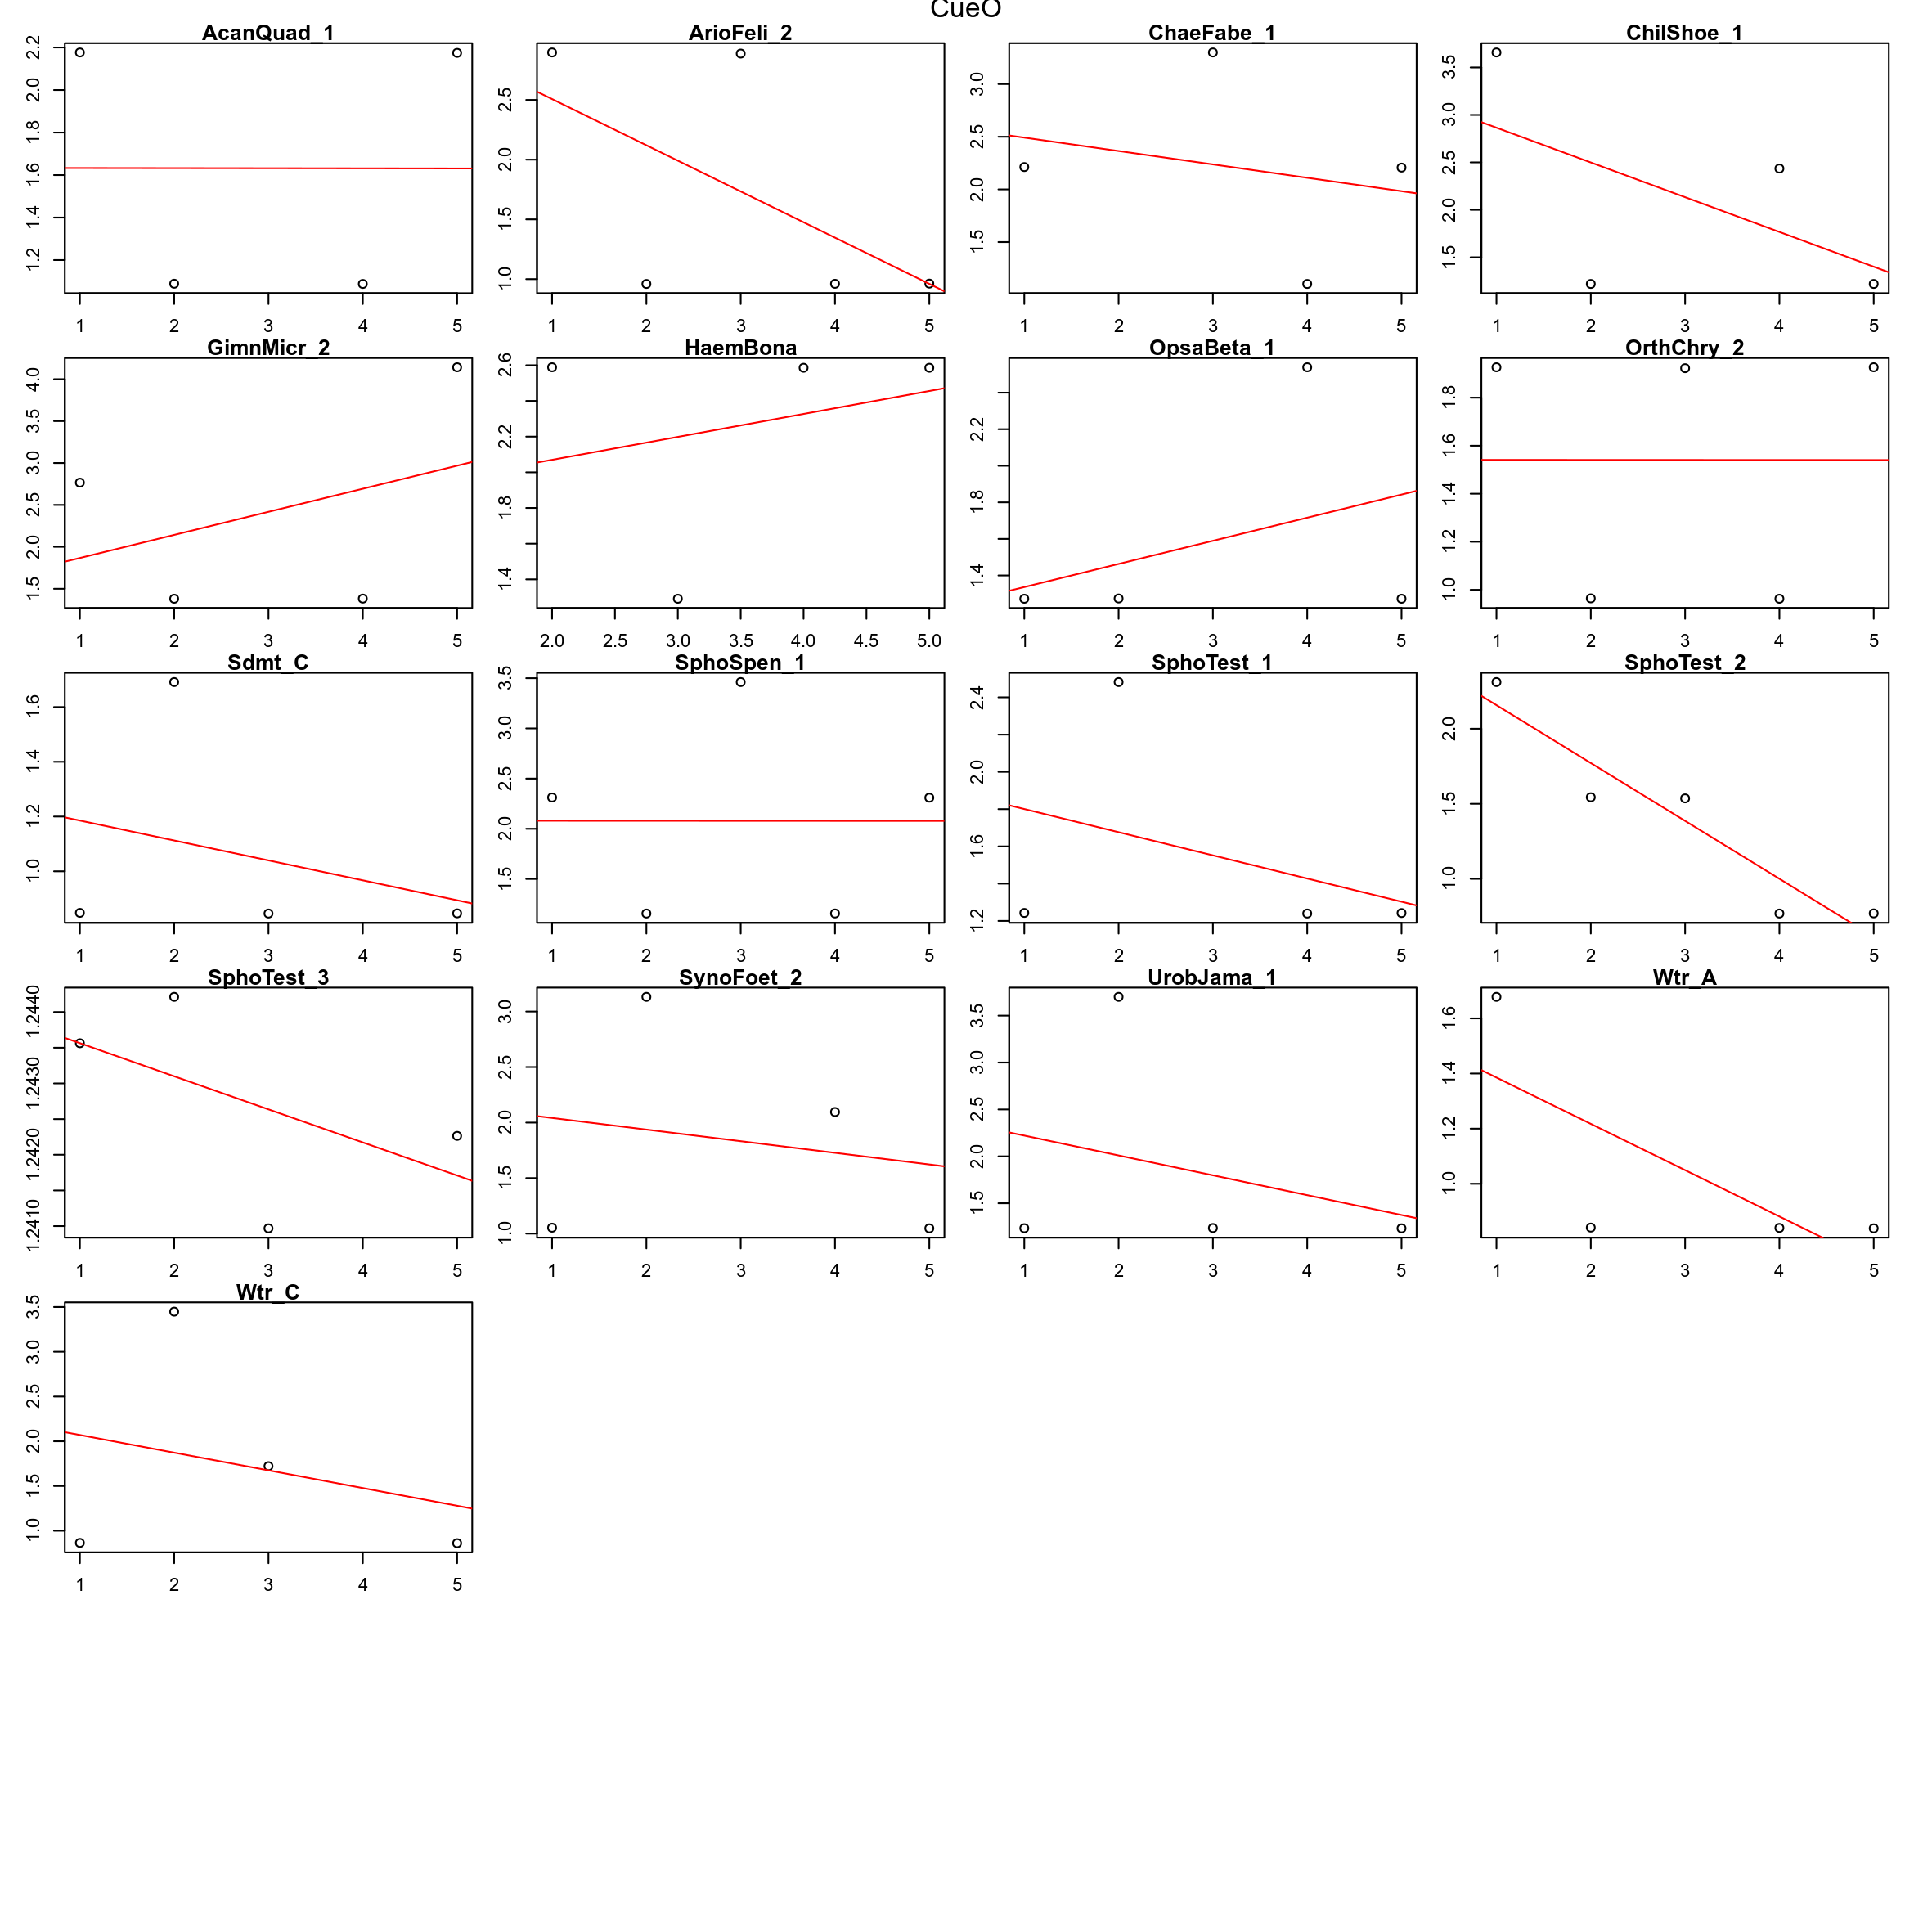 CueO
AcanQuad_1 ArioFeli_2 ChaeFabe_1 ChilShoe_1
1.2 1.4 1.6 1.8 2.0 2.2
1 2 3 4 5
1.0 1.5 2.0 2.5
1 2 3 4 5
1.5 2.0 2.5 3.0
1 2 3 4 5
1.5 2.0 2.5 3.0 3.5
1 2 3 4 5
GimnMicr_2 HaemBona OpsaBeta_1 OrthChry_2
1.5 2.0 2.5 3.0 3.5 4.0
1 2 3 4 5
1.4 1.8 2.2 2.6
2.0 2.5 3.0 3.5 4.0 4.5 5.0
1.4 1.8 2.2
1 2 3 4 5
1.0 1.2 1.4 1.6 1.8
1 2 3 4 5
Sdmt_C SphoSpen_1 SphoTest_1 SphoTest_2
1.0 1.2 1.4 1.6
1 2 3 4 5
1.5 2.0 2.5 3.0 3.5
1 2 3 4 5
1.2 1.6 2.0 2.4
1 2 3 4 5
1.0 1.5 2.0
1 2 3 4 5
SphoTest_3 SynoFoet_2 UrobJama_1 Wtr_A
1.2410 1.2420 1.2430 1.2440
1 2 3 4 5
1.0 1.5 2.0 2.5 3.0
1 2 3 4 5
1.5 2.0 2.5 3.0 3.5
1 2 3 4 5
1.0 1.2 1.4 1.6
1 2 3 4 5
Wtr_C
1.0 1.5 2.0 2.5 3.0 3.5
1 2 3 4 5